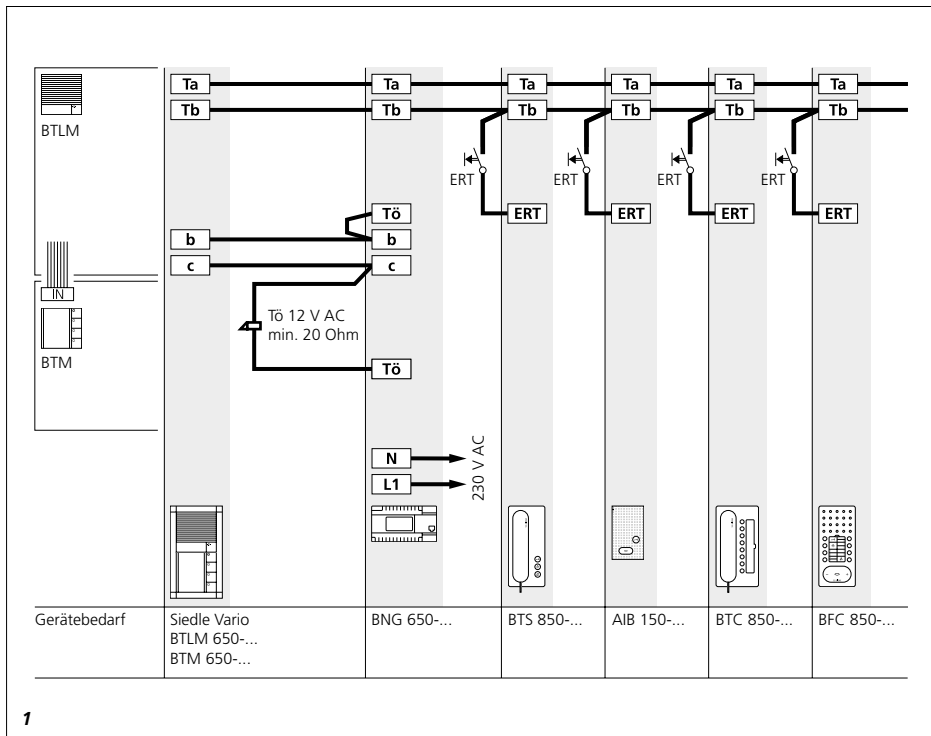 Ta Ta Ta Ta Ta Ta
Tb Tb Tb Tb Tb Tb
BTLM
ERT ERT ERT ERT
Tö ERT ERT ERT ERT
b b
c c
IN
Tö 12 V AC
min. 20 Ohm
BTM
Tö
N
L1
230 V AC
Gerätebedarf Siedle Vario BNG 650-... BTS 850-... AIB 150-... BTC 850-... BFC 850-...
BTLM 650-...
BTM 650-...
1